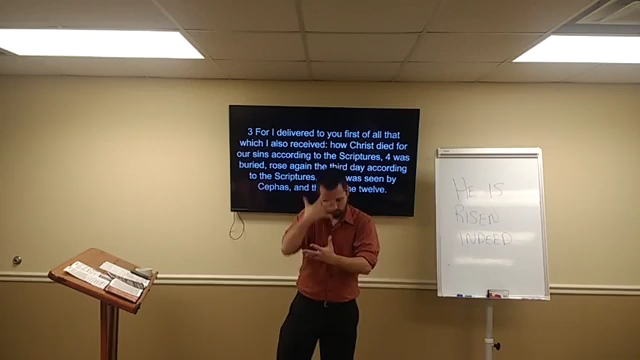 3 For I delivered to you first of all that
which I also received: how Christ died for
our sins according to the Scriptures, 4 was
buried, rose again the third day according
to the Scriptures, was seen by
Cephas, and twelve.
HE IS
RISEN
INDEED